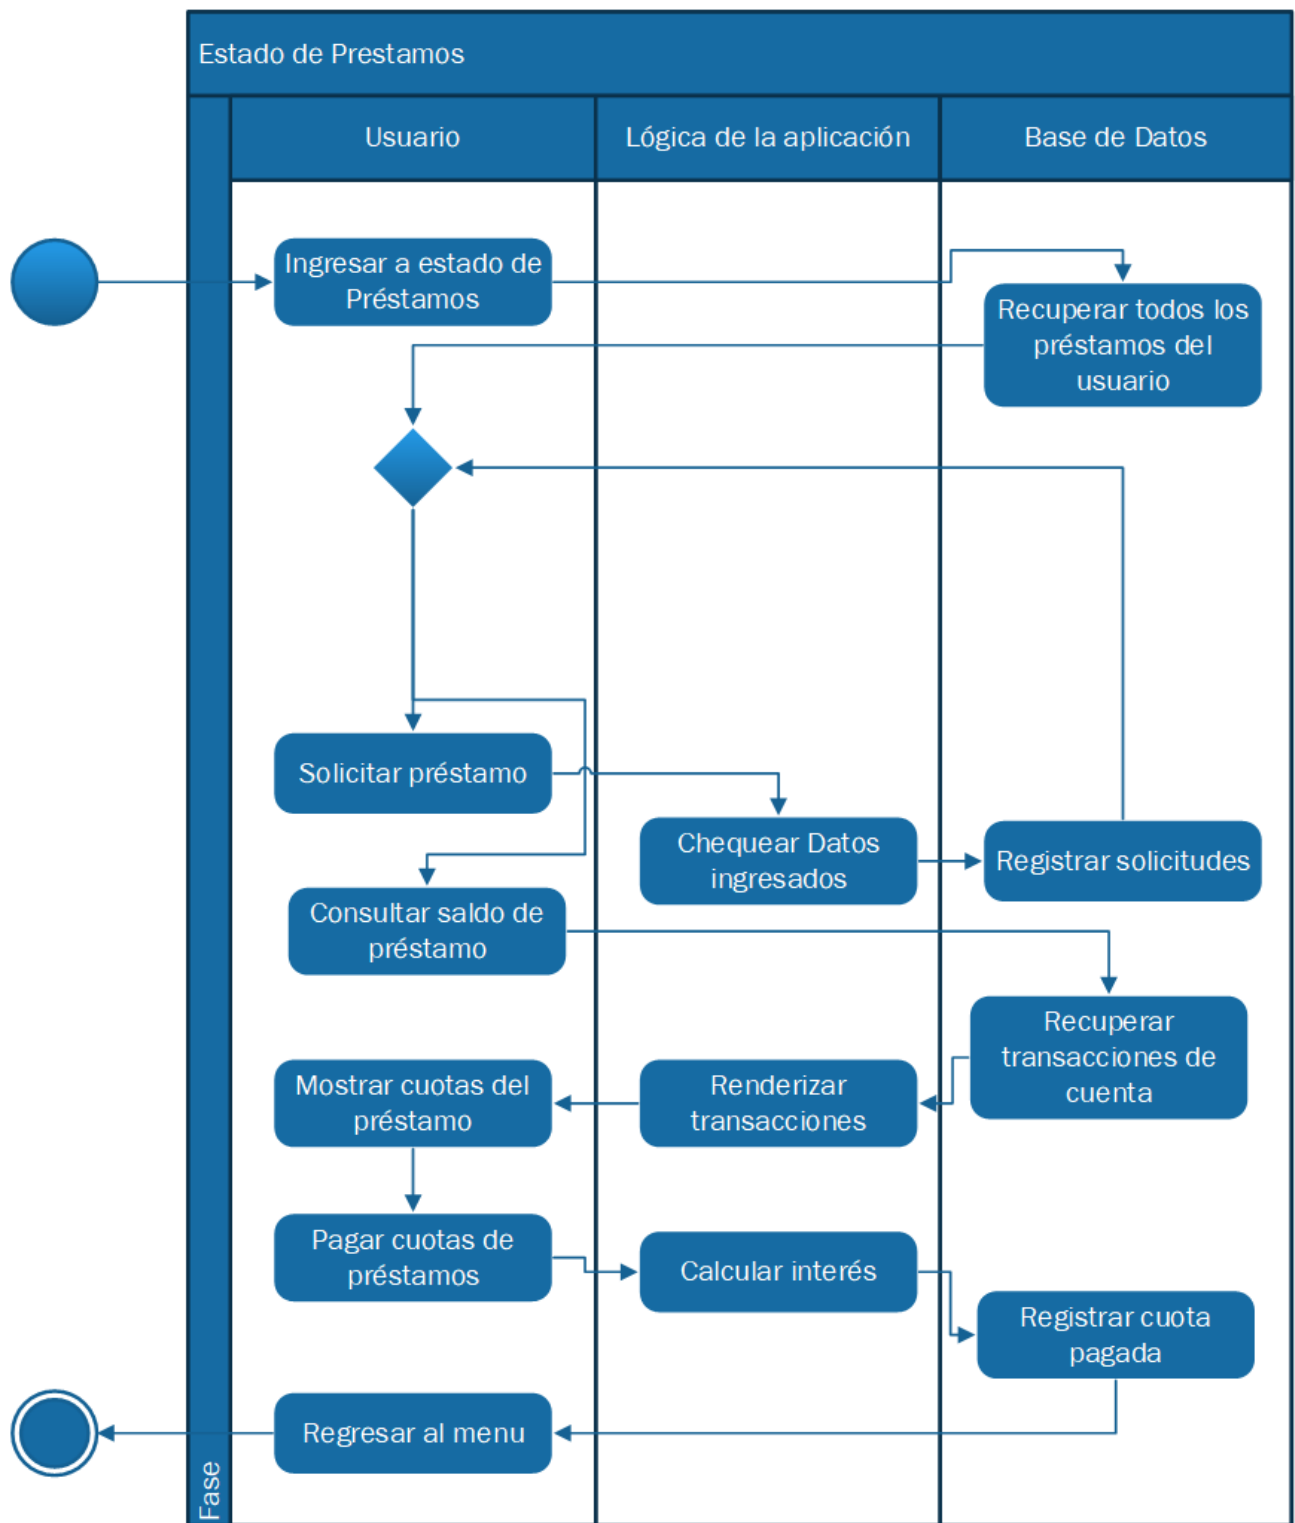 Estado de Prestamos
Usuario
Lógica de la aplicación
Base de Datos
Ingresar a estado de
Préstamos
Recuperar todos los
préstamos del
usuario
Solicitar préstamo
Chequear Datos
ingresados
Registrar solicitudes
Consultar saldo de
préstamo
Recuperar
transacciones de
cuenta
Renderizar
transacciones
Mostrar cuotas del
préstamo
Pagar cuotas de
préstamos
Calcular interés
Registrar cuota
pagada
Regresar al menu
Fase